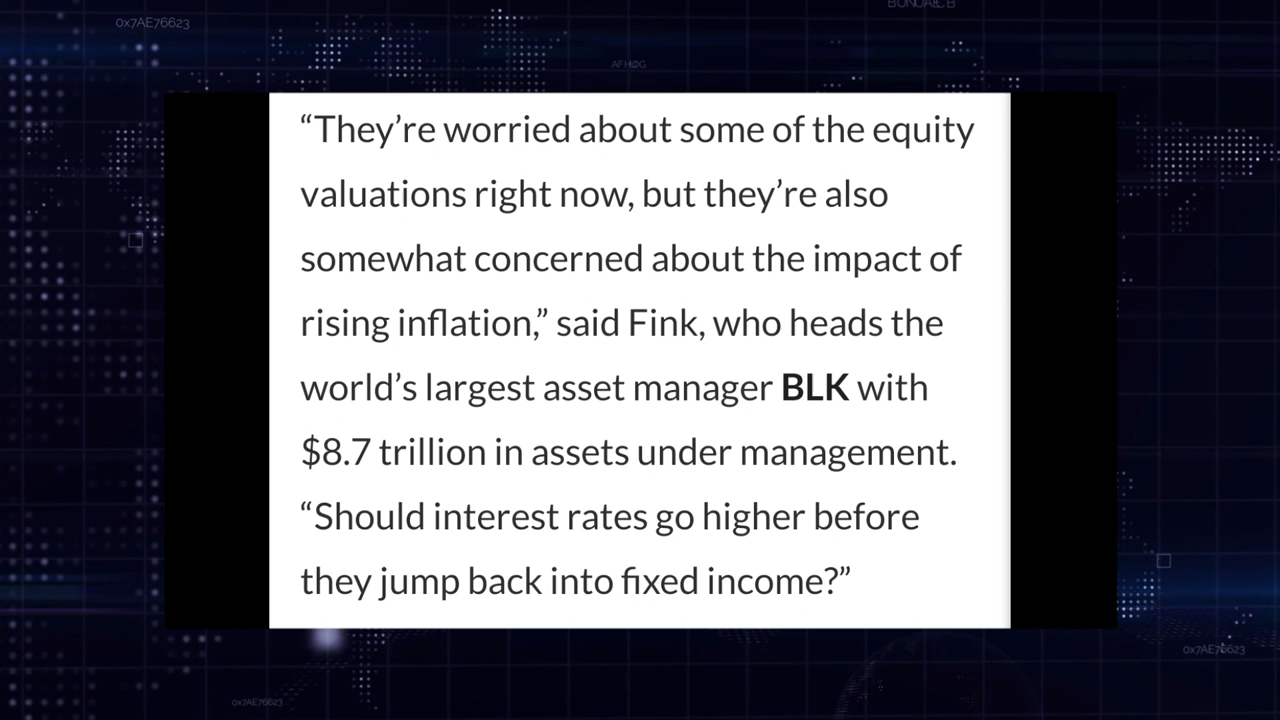 0x7AE76623
AFH0G
“They’re worried about some of the equity
valuations right now, but they’re also
somewhat concerned about the impact of
rising inflation,” said Fink, who heads the
world’s largest asset manager BLK with
$8.7 trillion in assets under management.
“Should interest rates go higher before
they jump back into fixed income?”
0x7AE76623
0x7AE76623